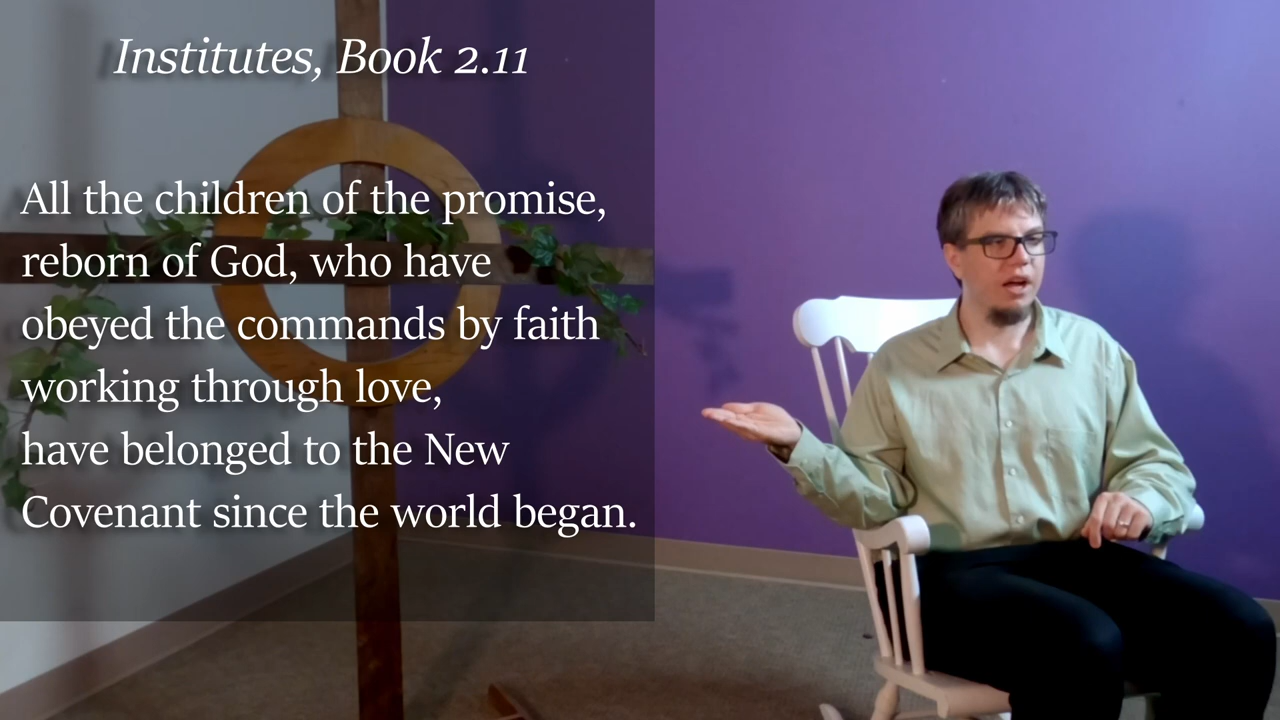 Institutes, Book 2.11
All the children of the promise,
reborn of God, who have
obeyed the commands by faith
working through love,
have belonged to the New
Covenant since the world began.